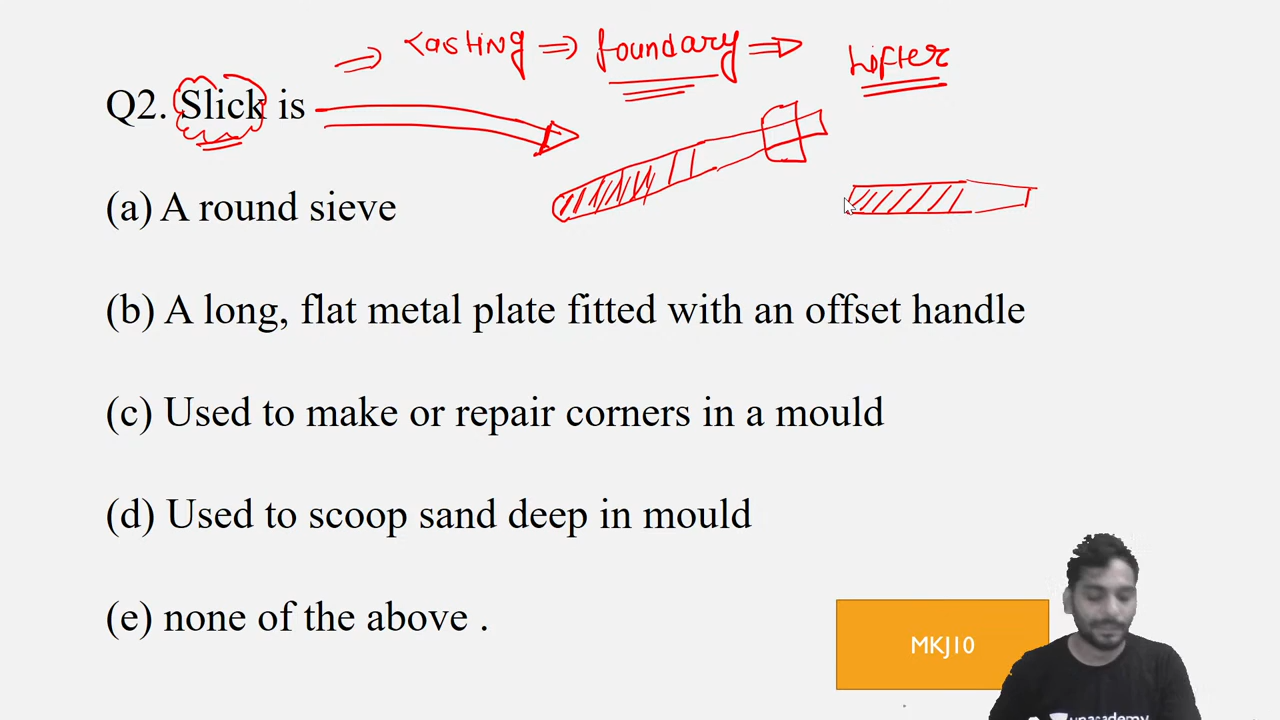 ⇒ casting ⇒ foundary ⇒ Lifter
Q2. Slick is
(a) A round sieve
(b) A long, flat metal plate fitted with an offset handle
(c) Used to make or repair corners in a mould
(d) Used to scoop sand deep in mould
(e) none of the above .
MKJ10
unacademy